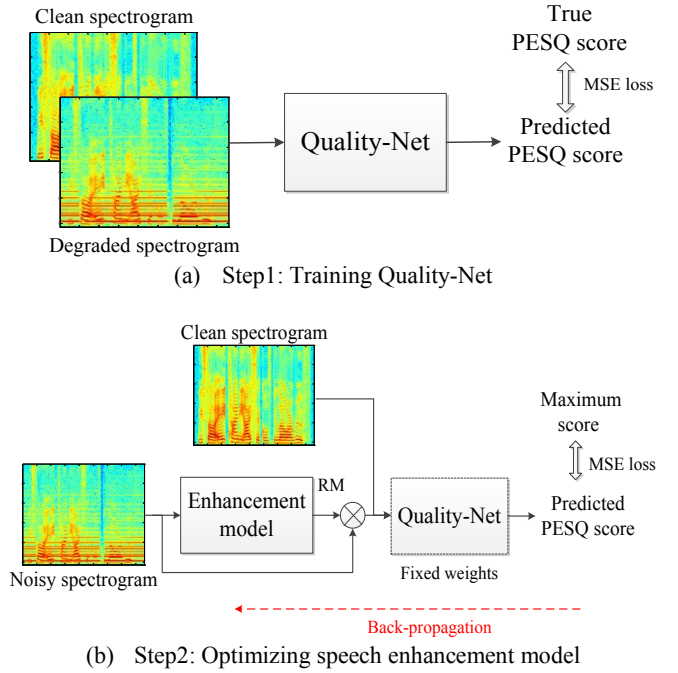 Clean spectrogram
True
PESQ score
MSE loss
Quality-Net
Predicted
PESQ score
Degraded spectrogram
(a) Step1: Training Quality-Net
Clean spectrogram
Maximum
score
MSE loss
RM
Enhancement
model
Quality-Net
Predicted
PESQ score
Noisy spectrogram
Fixed weights
Back-propagation
(b) Step2: Optimizing speech enhancement model